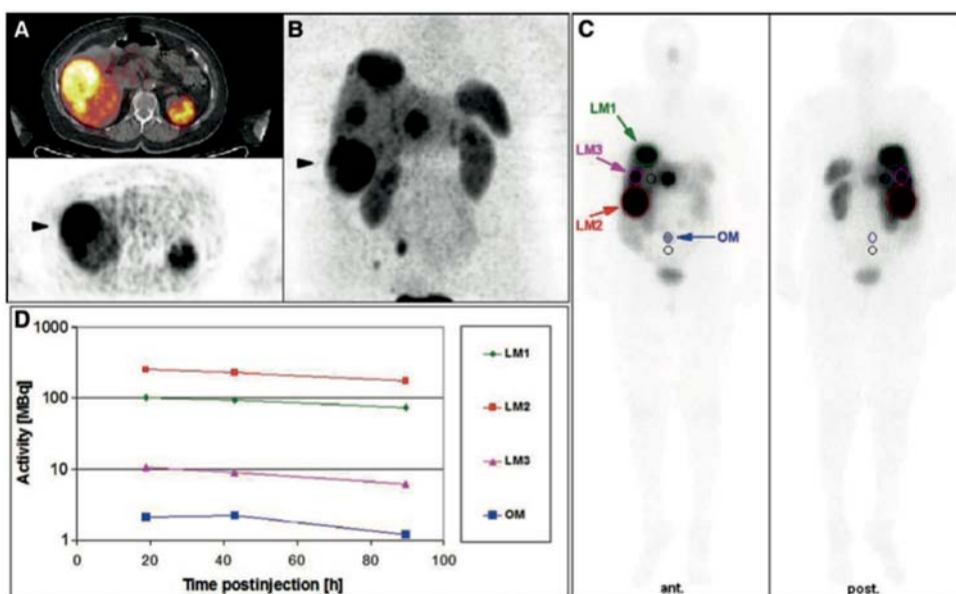 A
B
C
LM1
LM3
LM2
OM
ant.
post.
D
1000
100
10
1
Activity [MBq]
0 20 40 60 80 100
Time postinjection [h]
LM1
LM2
LM3
OM